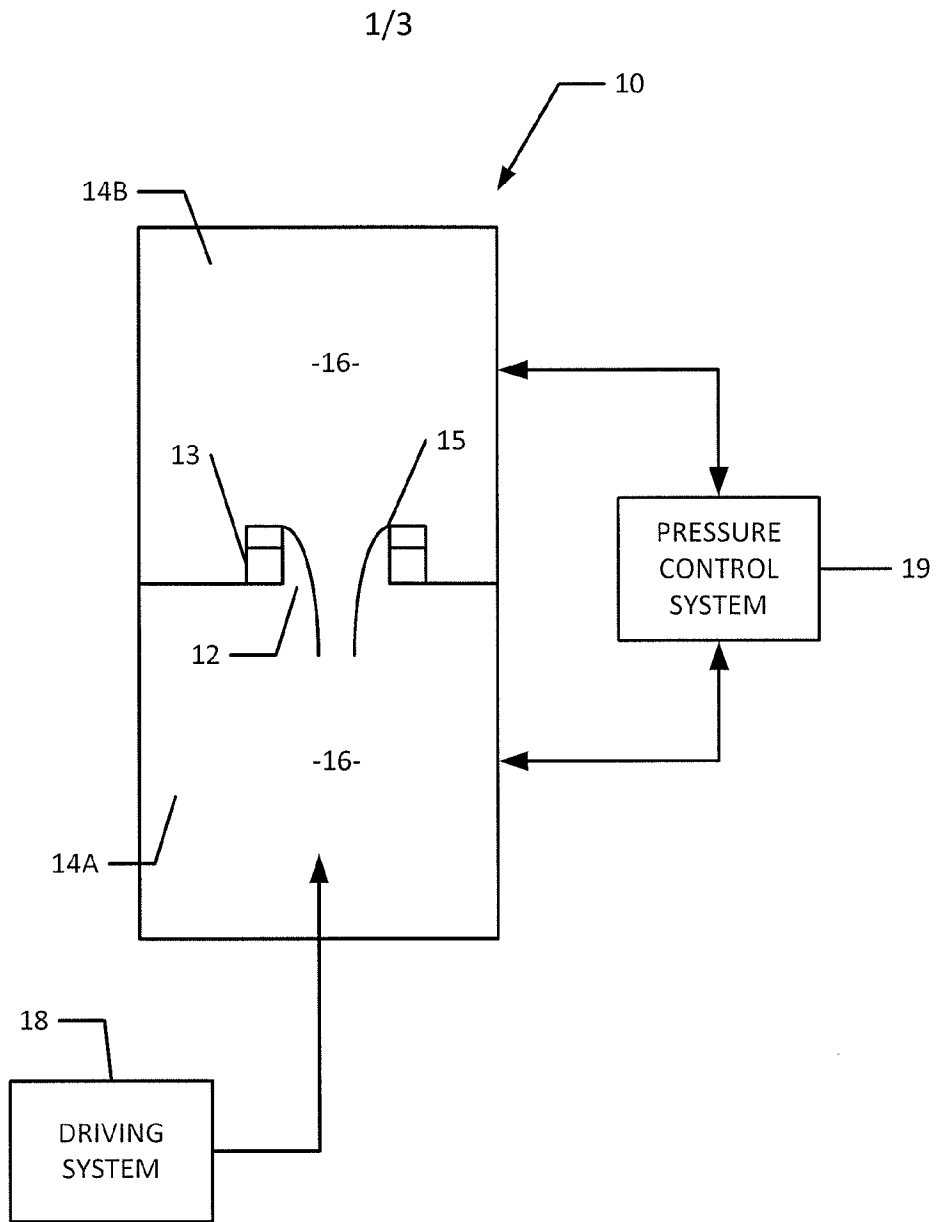 1/3
10
14B
-16-
13
15
PRESSURE
CONTROL
SYSTEM
19
12
-16-
14A
18
DRIVING
SYSTEM